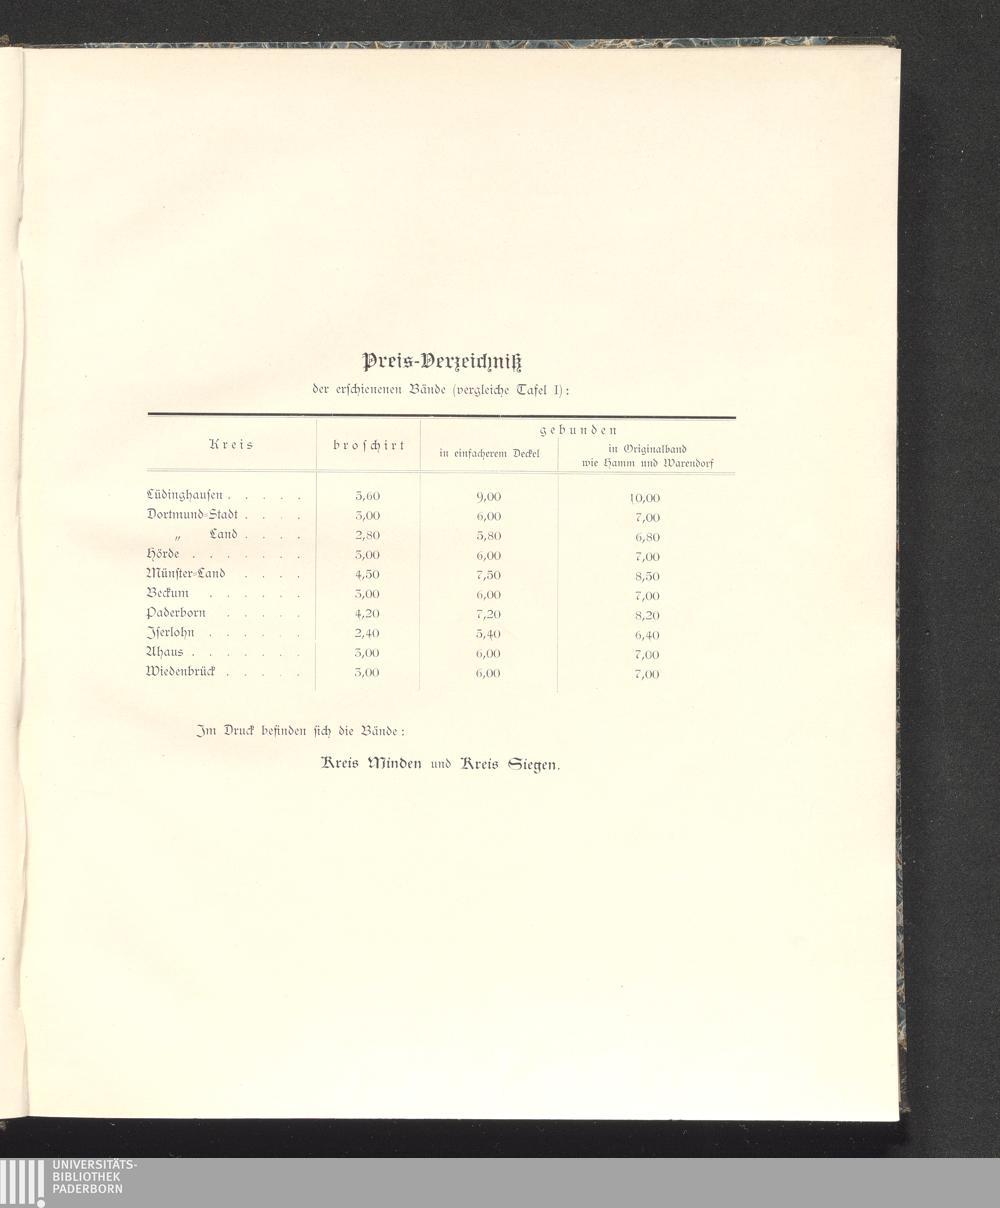 Preis-Verzeichniß
der erschienenen Bände (vergleiche Tafel I):
Kreis broschirt gebunden
in einfacherem Deckel in Originalband
wie Hamm und Warendorf
Lüdinghausen . . . . . 5,60 9,00 10,00
Dortmund-Stadt . . . . 3,00 6,00 7,00
„ Land . . . . 2,80 5,80 6,80
Hörde . . . . . . . 3,00 6,00 7,00
Münster-Land . . . . 4,50 7,50 8,50
Beckum . . . . . . 3,00 6,00 7,00
Paderborn . . . . . 4,20 7,20 8,20
Iserlohn . . . . . . 2,40 5,40 6,40
Ahaus . . . . . . . 3,00 6,00 7,00
Wiedenbrück . . . . . 3,00 6,00 7,00
Im Druck befinden sich die Bände:
Kreis Minden und Kreis Siegen.
UNIVERSITÄTS-
BIBLIOTHEK
PADERBORN